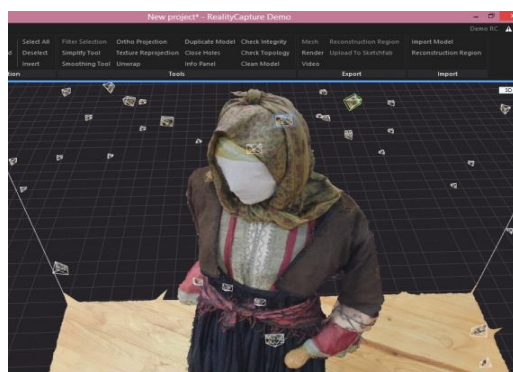 New project* - RealityCapture Demo
Demo RC
Select All Filter Selection Ortho Projection Duplicate Model Check Integrity Mesh Reconstruction Region Import Model
Deselect Simplify Tool Texture Reprojection Close Holes Check Topology Render Upload To Sketchfab Reconstruction Region
Invert Smoothing Tool Unwrap Info Panel Clean Model Video
Tools Export Import
3D